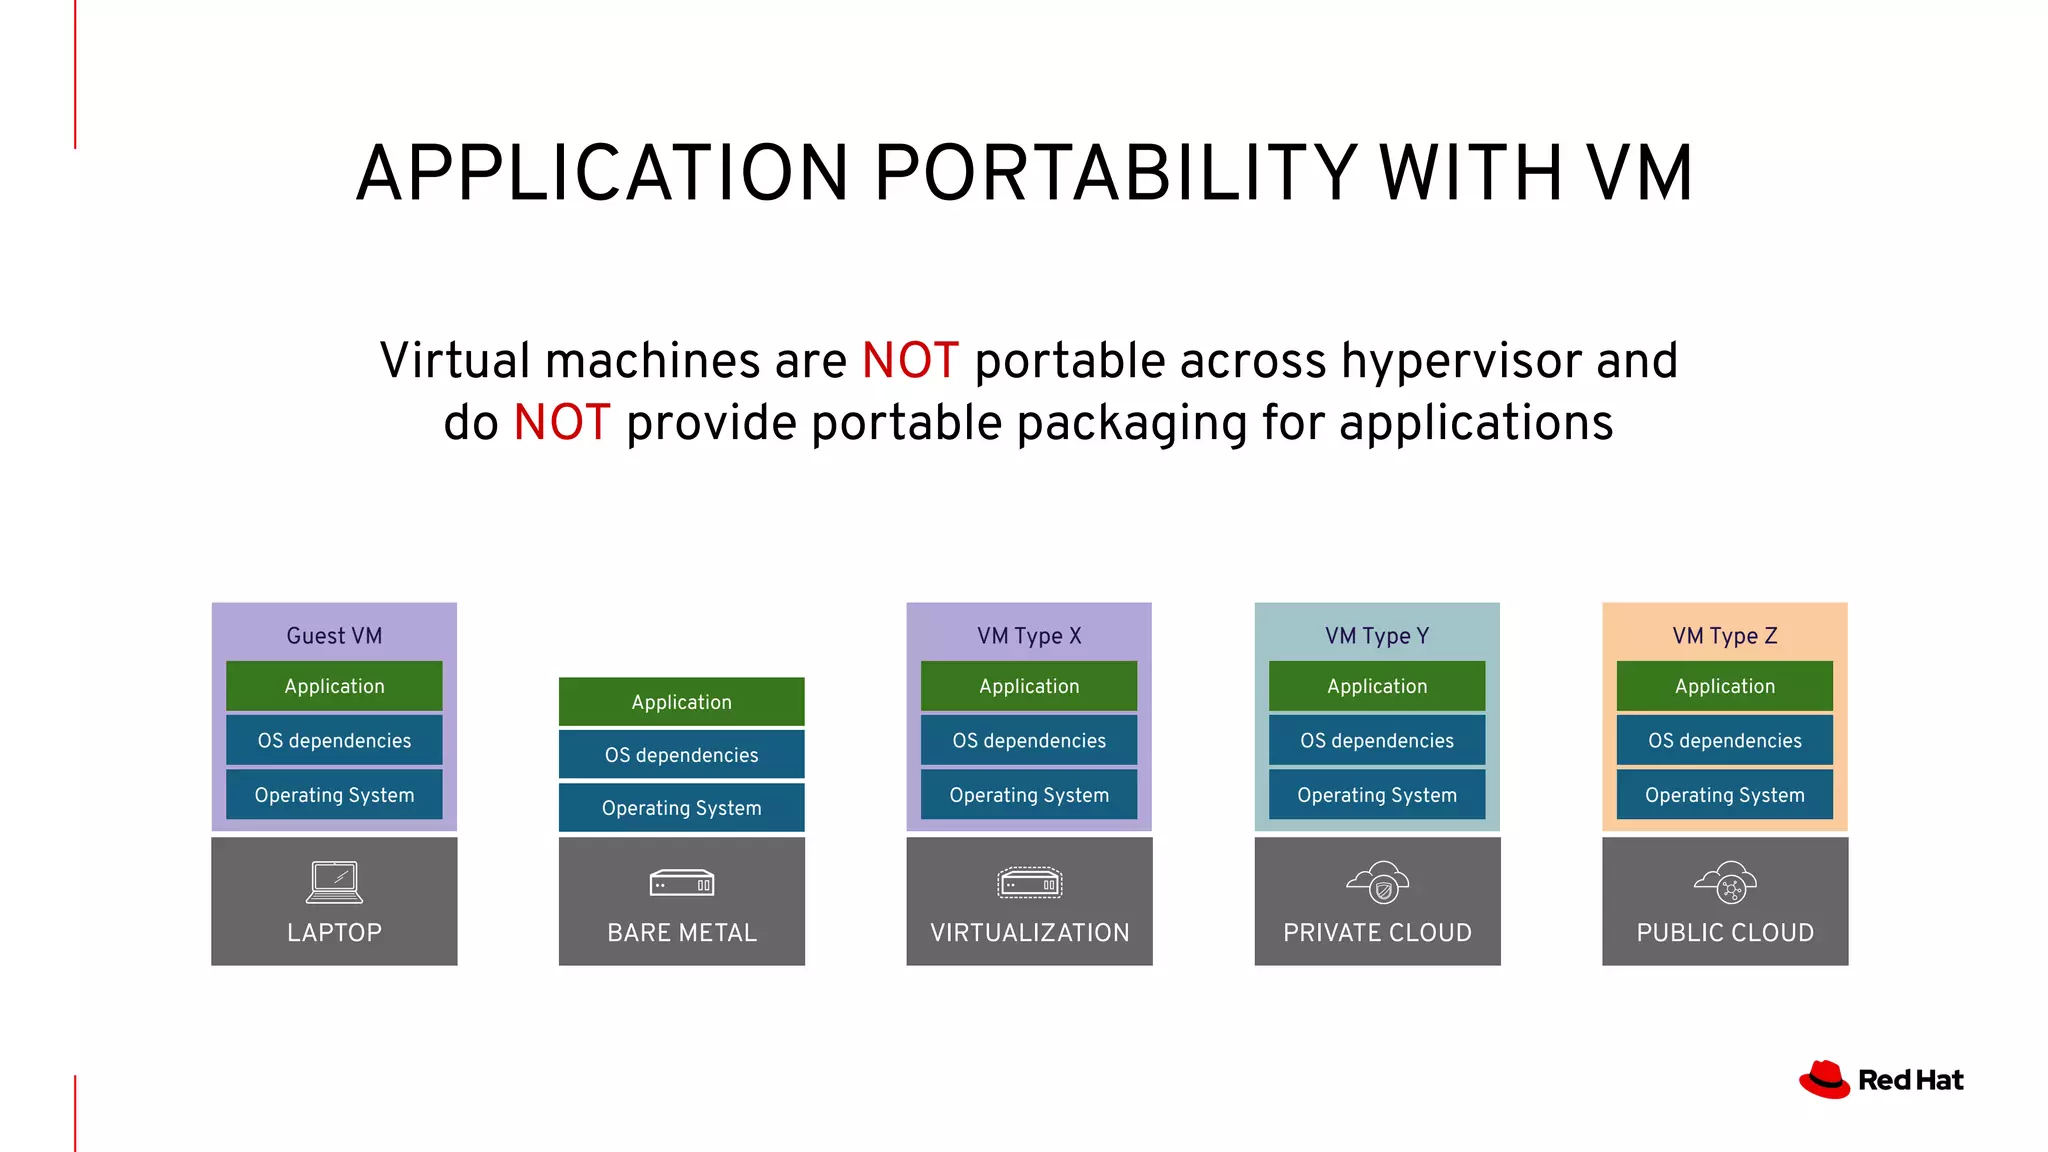 APPLICATION PORTABILITY WITH VM
Virtual machines are NOT portable across hypervisor and
do NOT provide portable packaging for applications
Guest VM
Application
OS dependencies
Operating System
LAPTOP
Application
OS dependencies
Operating System
BARE METAL
VM Type X
Application
OS dependencies
Operating System
VIRTUALIZATION
VM Type Y
Application
OS dependencies
Operating System
PRIVATE CLOUD
VM Type Z
Application
OS dependencies
Operating System
PUBLIC CLOUD
Red Hat